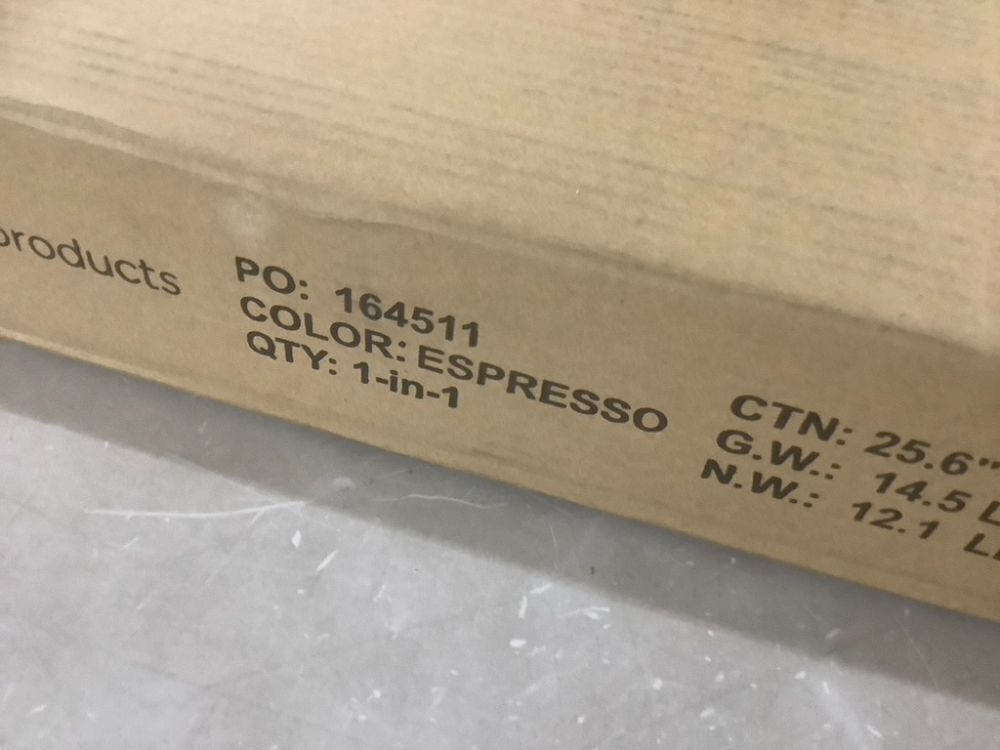 products
PO: 164511
COLOR: ESPRESSO
QTY: 1-in-1
CTN: 25.6"
G.W.: 14.5
N.W.: 12.1